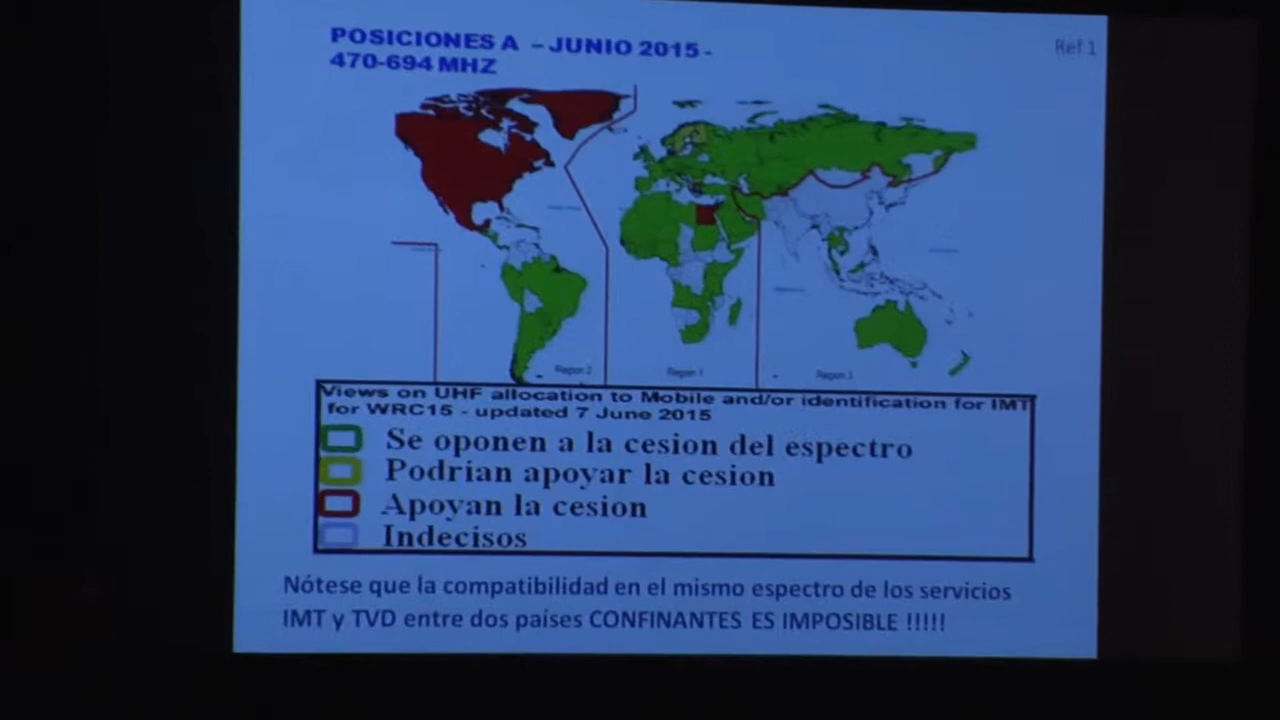 POSICIONES A – JUNIO 2015 -
470-694 MHZ
Ref 1
Region 2
Region 1
Region 3
Views on UHF allocation to Mobile and/or identification for IMT
for WRC15 - updated 7 June 2015
Se oponen a la cesion del espectro
Podrian apoyar la cesion
Apoyan la cesion
Indecisos
Nótese que la compatibilidad en el mismo espectro de los servicios
IMT y TVD entre dos países CONFINANTES ES IMPOSIBLE !!!!!